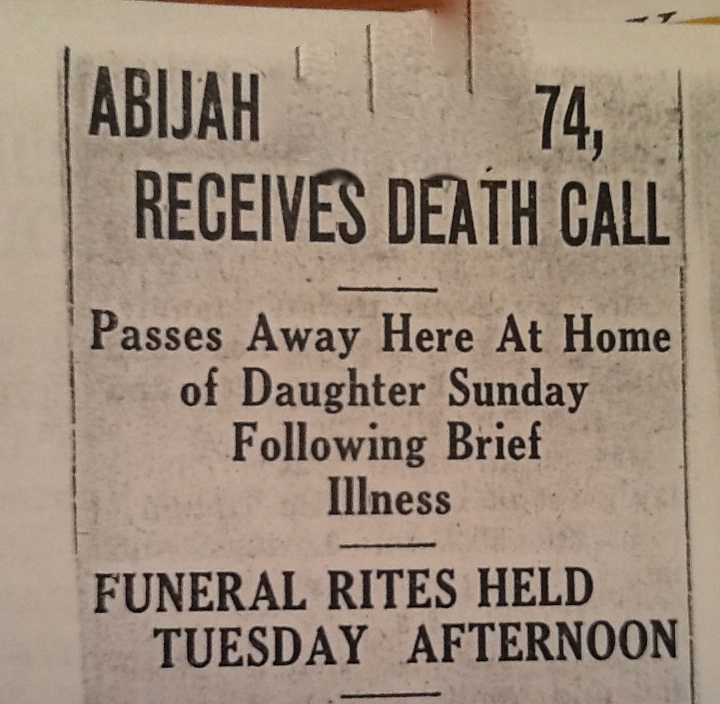 ABIJAH 74,
RECEIVES DEATH CALL
Passes Away Here At Home
of Daughter Sunday
Following Brief
Illness
FUNERAL RITES HELD
TUESDAY AFTERNOON